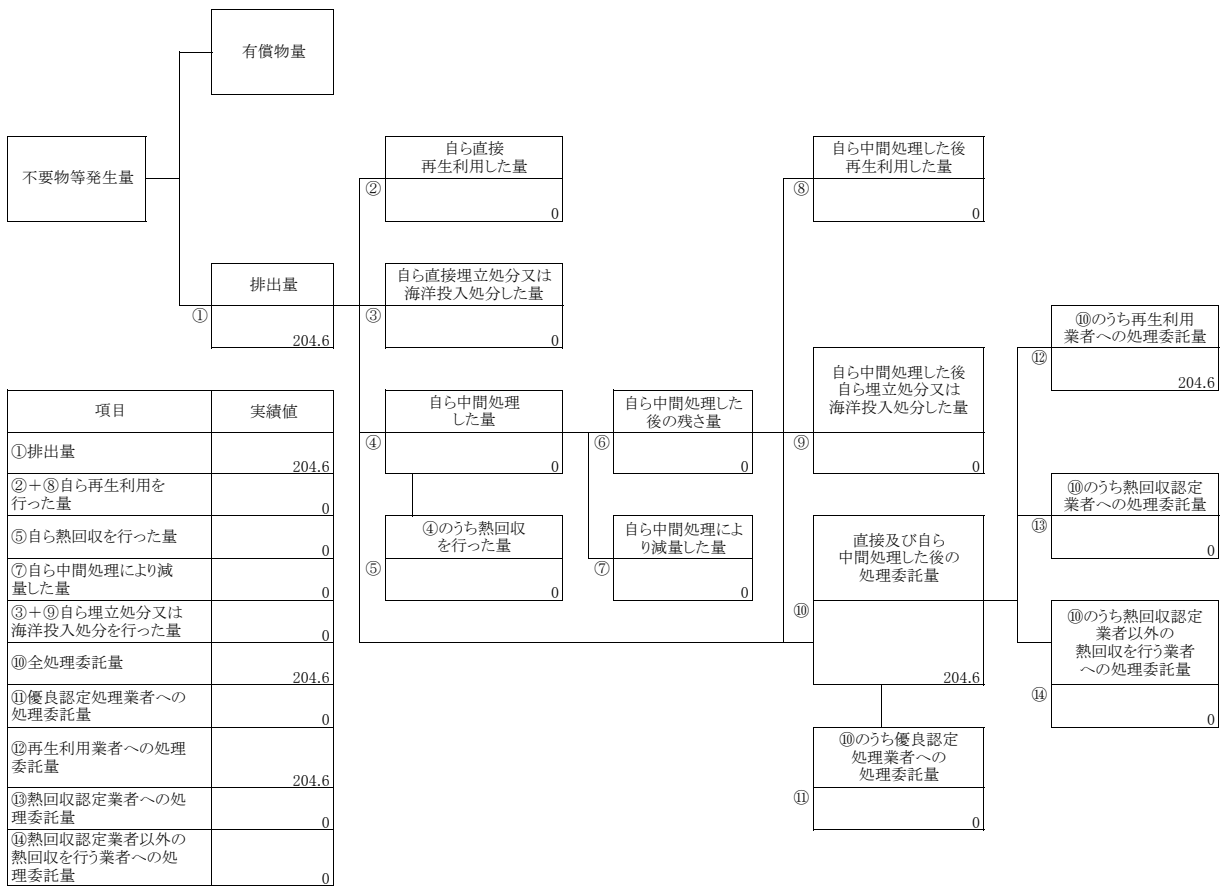 有償物量
不要物等発生量
自ら直接
再生利用した量
②
0
自ら中間処理した後
再生利用した量
⑧
0
排出量
①
204.6
自ら直接埋立処分又は
海洋投入処分した量
③
0
⑩のうち再生利用
業者への処理委託量
⑫
204.6
自ら中間処理
した量
④
0
自ら中間処理した
後の残さ量
⑥
0
自ら中間処理した後
自ら埋立処分又は
海洋投入処分した量
⑨
0
⑩のうち熱回収認定
業者への処理委託量
⑬
0
④のうち熱回収
を行った量
⑤
0
自ら中間処理によ
り減量した量
⑦
0
直接及び自ら
中間処理した後の
処理委託量
⑩
204.6
⑩のうち熱回収認定
業者以外の
熱回収を行う業者
への処理委託量
⑭
0
⑩のうち優良認定
処理業者への
処理委託量
⑪
0
項目 実績値
①排出量
204.6
②+⑧自ら再生利用を
行った量
0
⑤自ら熱回収を行った量
0
⑦自ら中間処理により減
量した量
0
③+⑨自ら埋立処分又は
海洋投入処分を行った量
0
⑩全処理委託量
204.6
⑪優良認定処理業者への
処理委託量
0
⑫再生利用業者への処理
委託量
204.6
⑬熱回収認定業者への処
理委託量
0
⑭熱回収認定業者以外の
熱回収を行う業者への処
理委託量
0